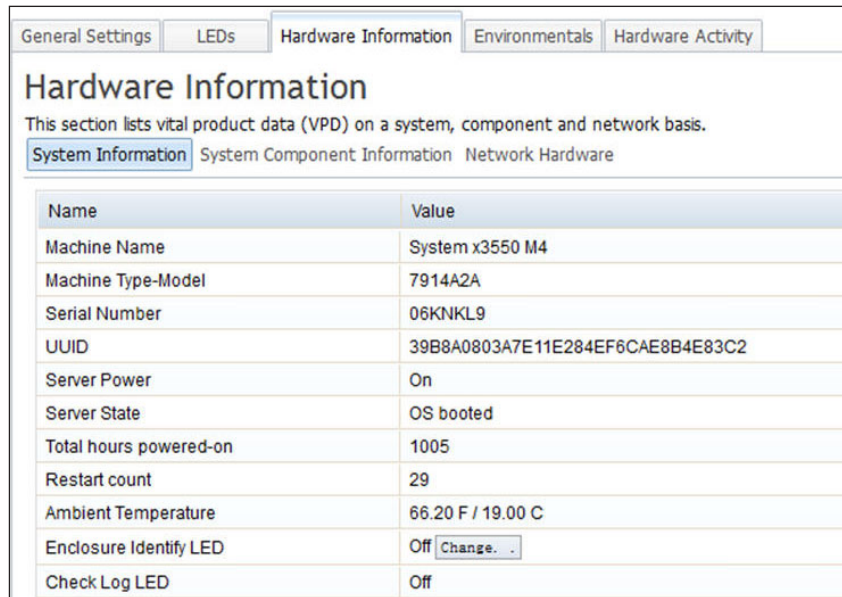 General Settings LEDs Hardware Information Environmentals Hardware Activity
Hardware Information
This section lists vital product data (VPD) on a system, component and network basis.
System Information System Component Information Network Hardware
Name Value
Machine Name System x3550 M4
Machine Type-Model 7914A2A
Serial Number 06KNKL9
UUID 39B8A0803A7E11E284EF6CAE8B4E83C2
Server Power On
Server State OS booted
Total hours powered-on 1005
Restart count 29
Ambient Temperature 66.20 F / 19.00 C
Enclosure Identify LED Off Change. .
Check Log LED Off